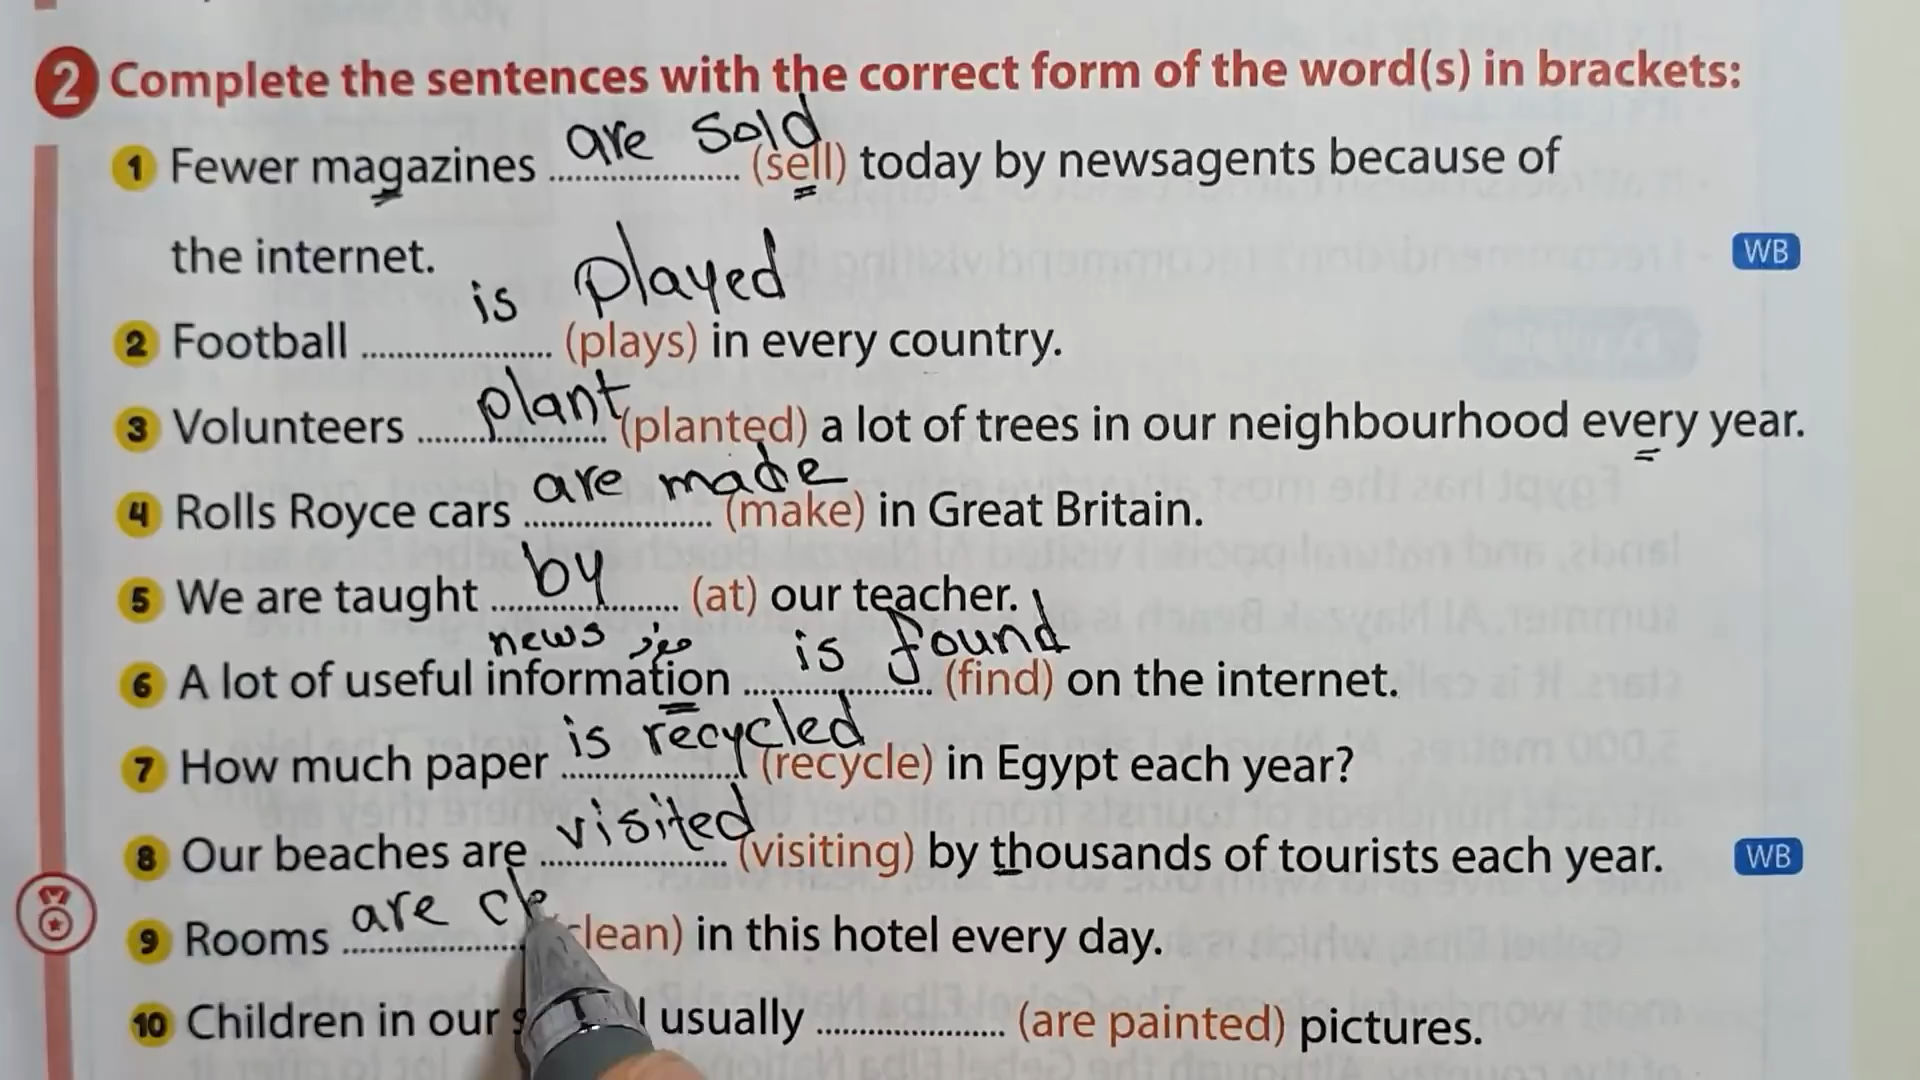 2 Complete the sentences with the correct form of the word(s) in brackets:
are sold
1 Fewer magazines .................... (sell) today by newsagents because of
the internet. WB
is played
2 Football .................... (plays) in every country.
plant
3 Volunteers .................... (planted) a lot of trees in our neighbourhood every year.
are made
4 Rolls Royce cars .................... (make) in Great Britain.
by
5 We are taught .................... (at) our teacher.
news مفرد is found
6 A lot of useful information .................... (find) on the internet.
is recycled
7 How much paper .................... (recycle) in Egypt each year?
visited
8 Our beaches are .................... (visiting) by thousands of tourists each year. WB
are cle
9 Rooms .................... clean) in this hotel every day.
10 Children in our usually .................... (are painted) pictures.